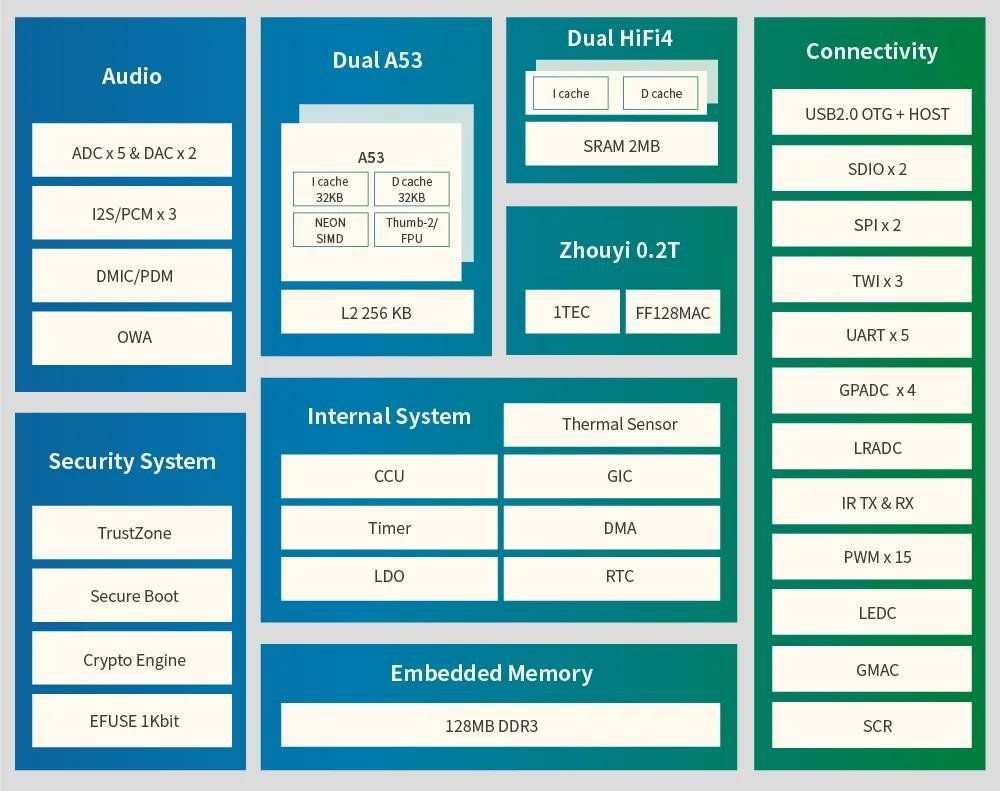 Audio
ADC x 5 & DAC x 2
I2S/PCM x 3
DMIC/PDM
OWA
Security System
TrustZone
Secure Boot
Crypto Engine
EFUSE 1Kbit
Dual A53
A53
I cache
32KB
D cache
32KB
NEON
SIMD
Thumb-2/
FPU
L2 256 KB
Dual HiFi4
I cache
D cache
SRAM 2MB
Zhouyi 0.2T
1TEC
FF128MAC
Internal System
Thermal Sensor
CCU
GIC
Timer
DMA
LDO
RTC
Embedded Memory
128MB DDR3
Connectivity
USB2.0 OTG + HOST
SDIO x 2
SPI x 2
TWI x 3
UART x 5
GPADC x 4
LRADC
IR TX & RX
PWM x 15
LEDC
GMAC
SCR